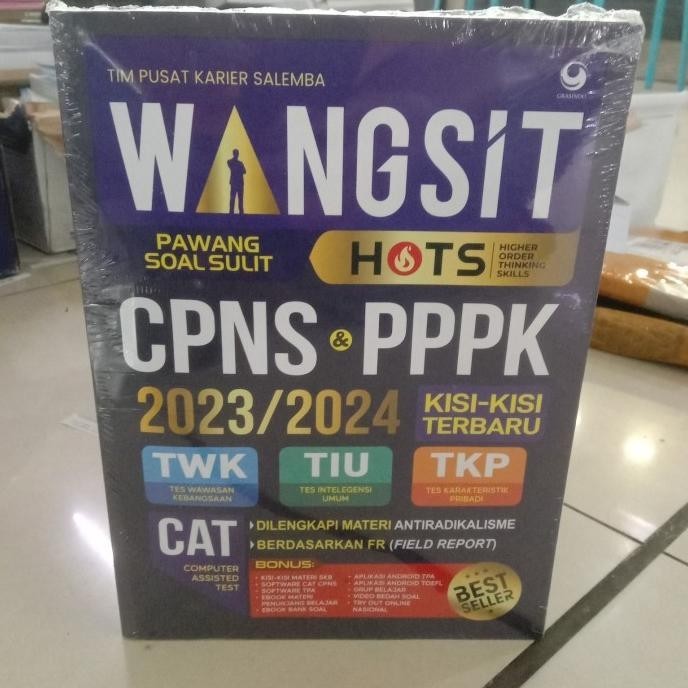 TIM PUSAT KARIER SALEMBA
GRASINDO
WANGSIT
PAWANG
SOAL SULIT
HOTS
HIGHER
ORDER
THINKING
SKILLS
CPNS & PPPK
2023/2024
KISI-KISI
TERBARU
TWK
TES WAWASAN
KEBANGSAAN
TIU
TES INTELEGENSI
UMUM
TKP
TES KARAKTERISTIK
PRIBADI
CAT
COMPUTER
ASSISTED
TEST
DILENGKAPI MATERI ANTIRADIKALISME
BERDASARKAN FR (FIELD REPORT)
BONUS:
• KISI-KISI MATERI SKB
• SOFTWARE CAT CPNS
• SOFTWARE TPA
• EBOOK MATERI
PENUNJANG BELAJAR
• EBOOK BANK SOAL
• APLIKASI ANDROID TPA
• APLIKASI ANDROID TOEFL
• GRUP BELAJAR
• VIDEO BEDAH SOAL
• TRY OUT ONLINE
NASIONAL
BEST
SELLER